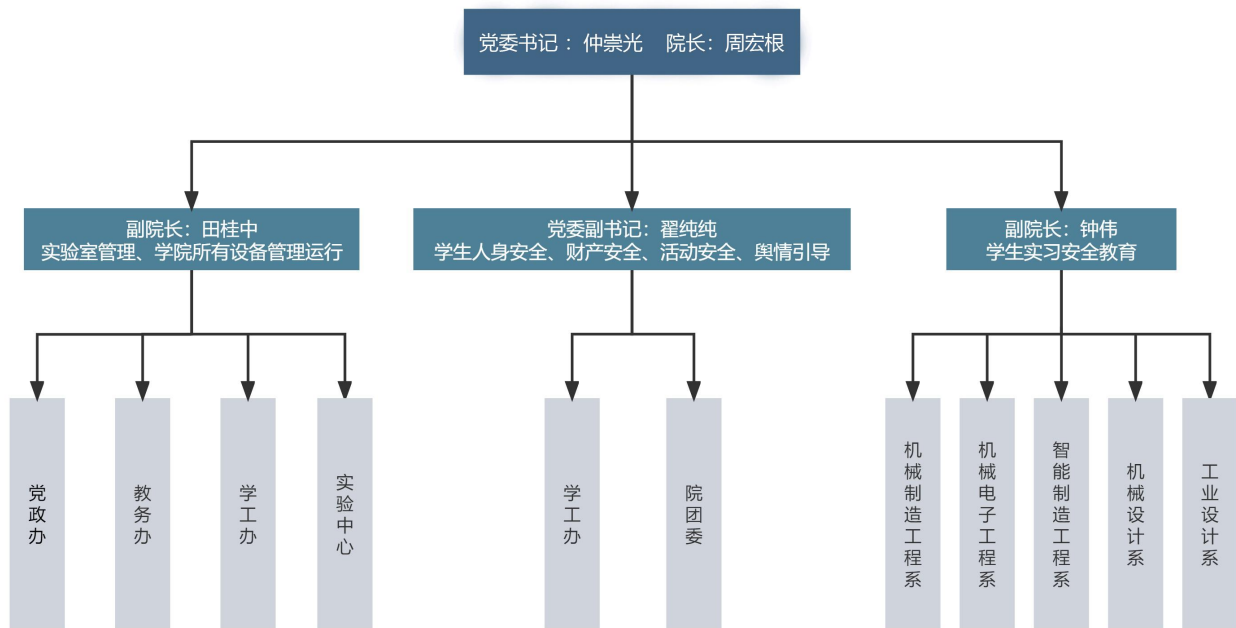 党委书记：仲崇光 院长：周宏根
副院长：田桂中
实验室管理、学院所有设备管理运行
党委副书记：翟纯纯
学生人身安全、财产安全、活动安全、舆情引导
副院长：钟伟
学生实习安全教育
党政办
教务办
学工办
实验中心
学工办
院团委
机械制造工程系
机械电子工程系
智能制造工程系
机械设计系
工业设计系